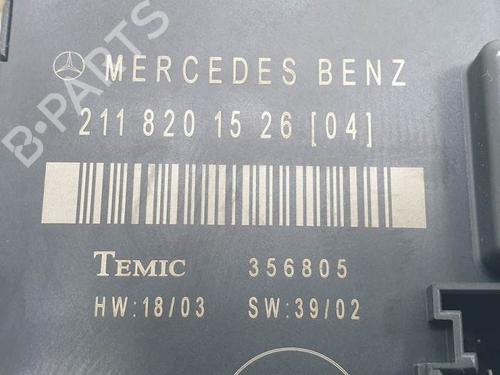 MERCEDES BENZ
211 820 15 26 [04]
TEMIC 356805
HW:18/03 SW:39/02
B-PARTS